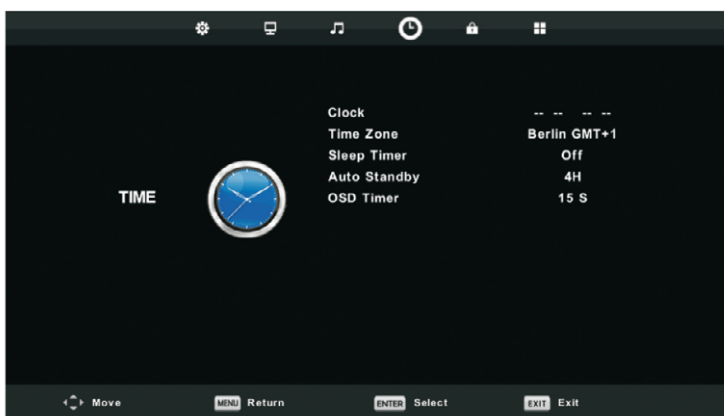 Clock -- -- -- --
Time Zone Berlin GMT+1
Sleep Timer Off
Auto Standby 4H
TIME
OSD Timer 15 S
Move MENU Return ENTER Select EXIT Exit